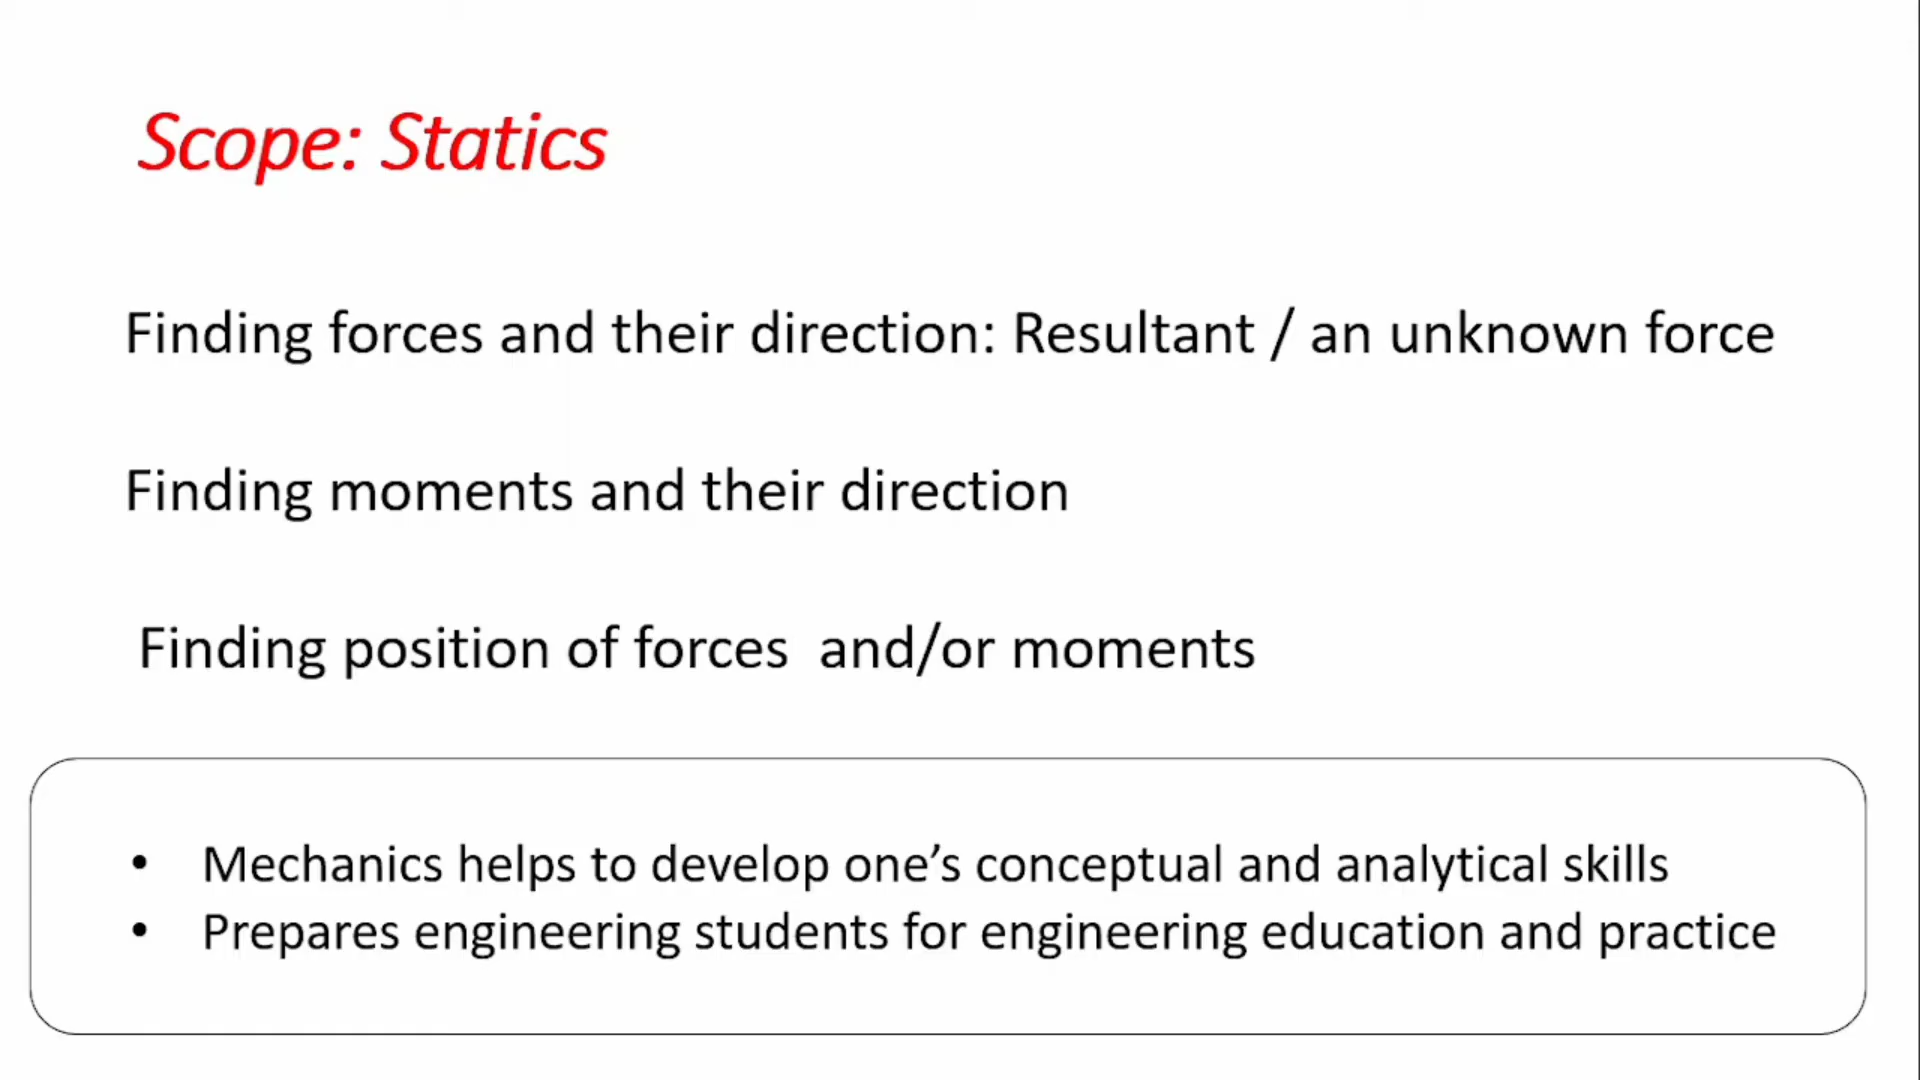 Scope: Statics
Finding forces and their direction: Resultant / an unknown force
Finding moments and their direction
Finding position of forces  and/or moments
• Mechanics helps to develop one’s conceptual and analytical skills
• Prepares engineering students for engineering education and practice